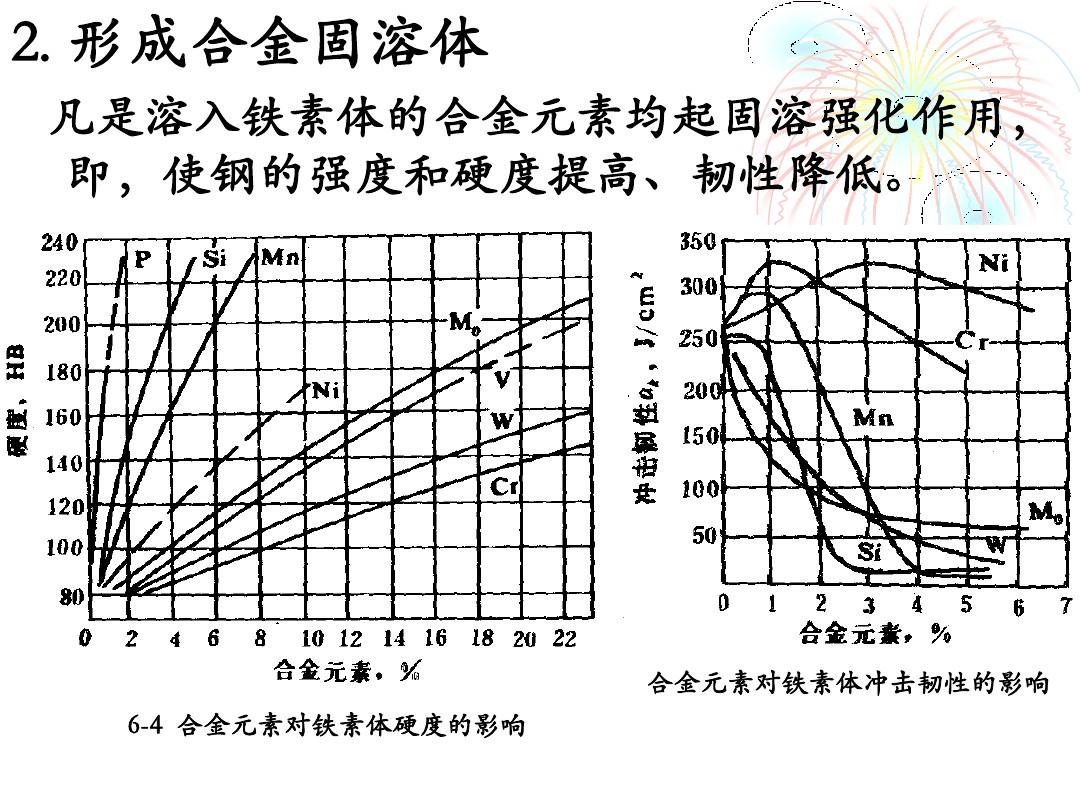 2. 形成合金固溶体
凡是溶入铁素体的合金元素均起固溶强化作用，
即，使钢的强度和硬度提高、韧性降低。
硬度，HB
240
220
200
180
160
140
120
100
80
P
Si
Mn
Mo
Ni
V
W
Cr
0 2 4 6 8 10 12 14 16 18 20 22
合金元素，%
6-4 合金元素对铁素体硬度的影响
冲击韧性ak，J/cm²
350
300
250
200
150
100
50
Ni
Cr
Mn
Mo
Si
W
0 1 2 3 4 5 6 7
合金元素，%
合金元素对铁素体冲击韧性的影响